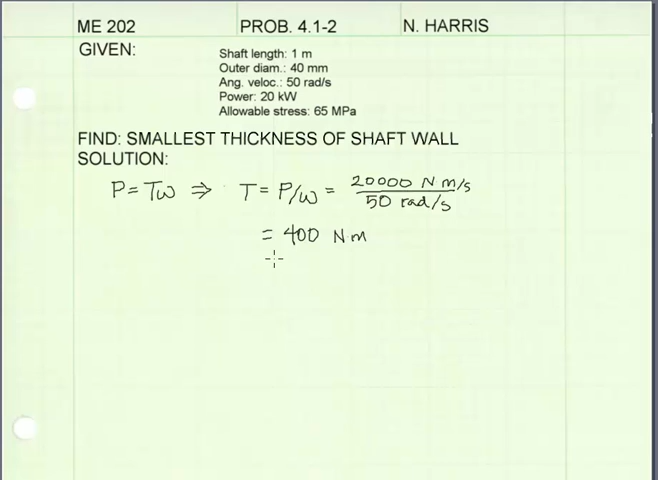 ME 202 PROB. 4.1-2 N. HARRIS
GIVEN:
Shaft length: 1 m
Outer diam.: 40 mm
Ang. veloc.: 50 rad/s
Power: 20 kW
Allowable stress: 65 MPa
FIND: SMALLEST THICKNESS OF SHAFT WALL
SOLUTION:
P = Tω ⇒ T = P/ω = 20000 N m/s / 50 rad/s
= 400 N·m